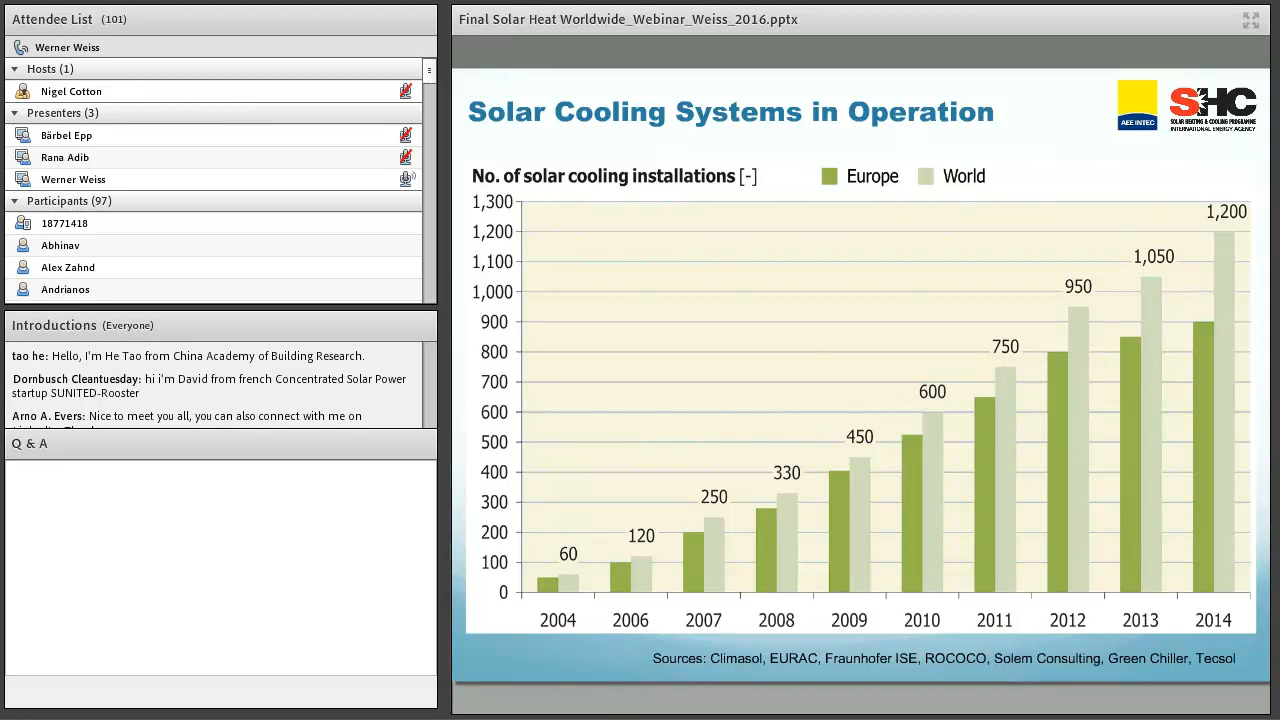 Attendee List (101)
Werner Weiss
Hosts (1)
Nigel Cotton
Presenters (3)
Bärbel Epp
Rana Adib
Werner Weiss
Participants (97)
18771418
Abhinav
Alex Zahnd
Andrianos
Introductions (Everyone)
tao he: Hello, I'm He Tao from China Academy of Building Research.
Dornbusch Cleantuesday: hi i'm David from french Concentrated Solar Power
startup SUNITED-Rooster
Arno A. Evers: Nice to meet you all, you can also connect with me on
Q & A
Final Solar Heat Worldwide_Webinar_Weiss_2016.pptx
Solar Cooling Systems in Operation
AEE INTEC
SHC
SOLAR HEATING & COOLING PROGRAMME
INTERNATIONAL ENERGY AGENCY
No. of solar cooling installations [-]
Europe
World
1,300
1,200
1,100
1,000
900
800
700
600
500
400
300
200
100
0
60
120
250
330
450
600
750
950
1,050
1,200
2004 2006 2007 2008 2009 2010 2011 2012 2013 2014
Sources: Climasol, EURAC, Fraunhofer ISE, ROCOCO, Solem Consulting, Green Chiller, Tecsol